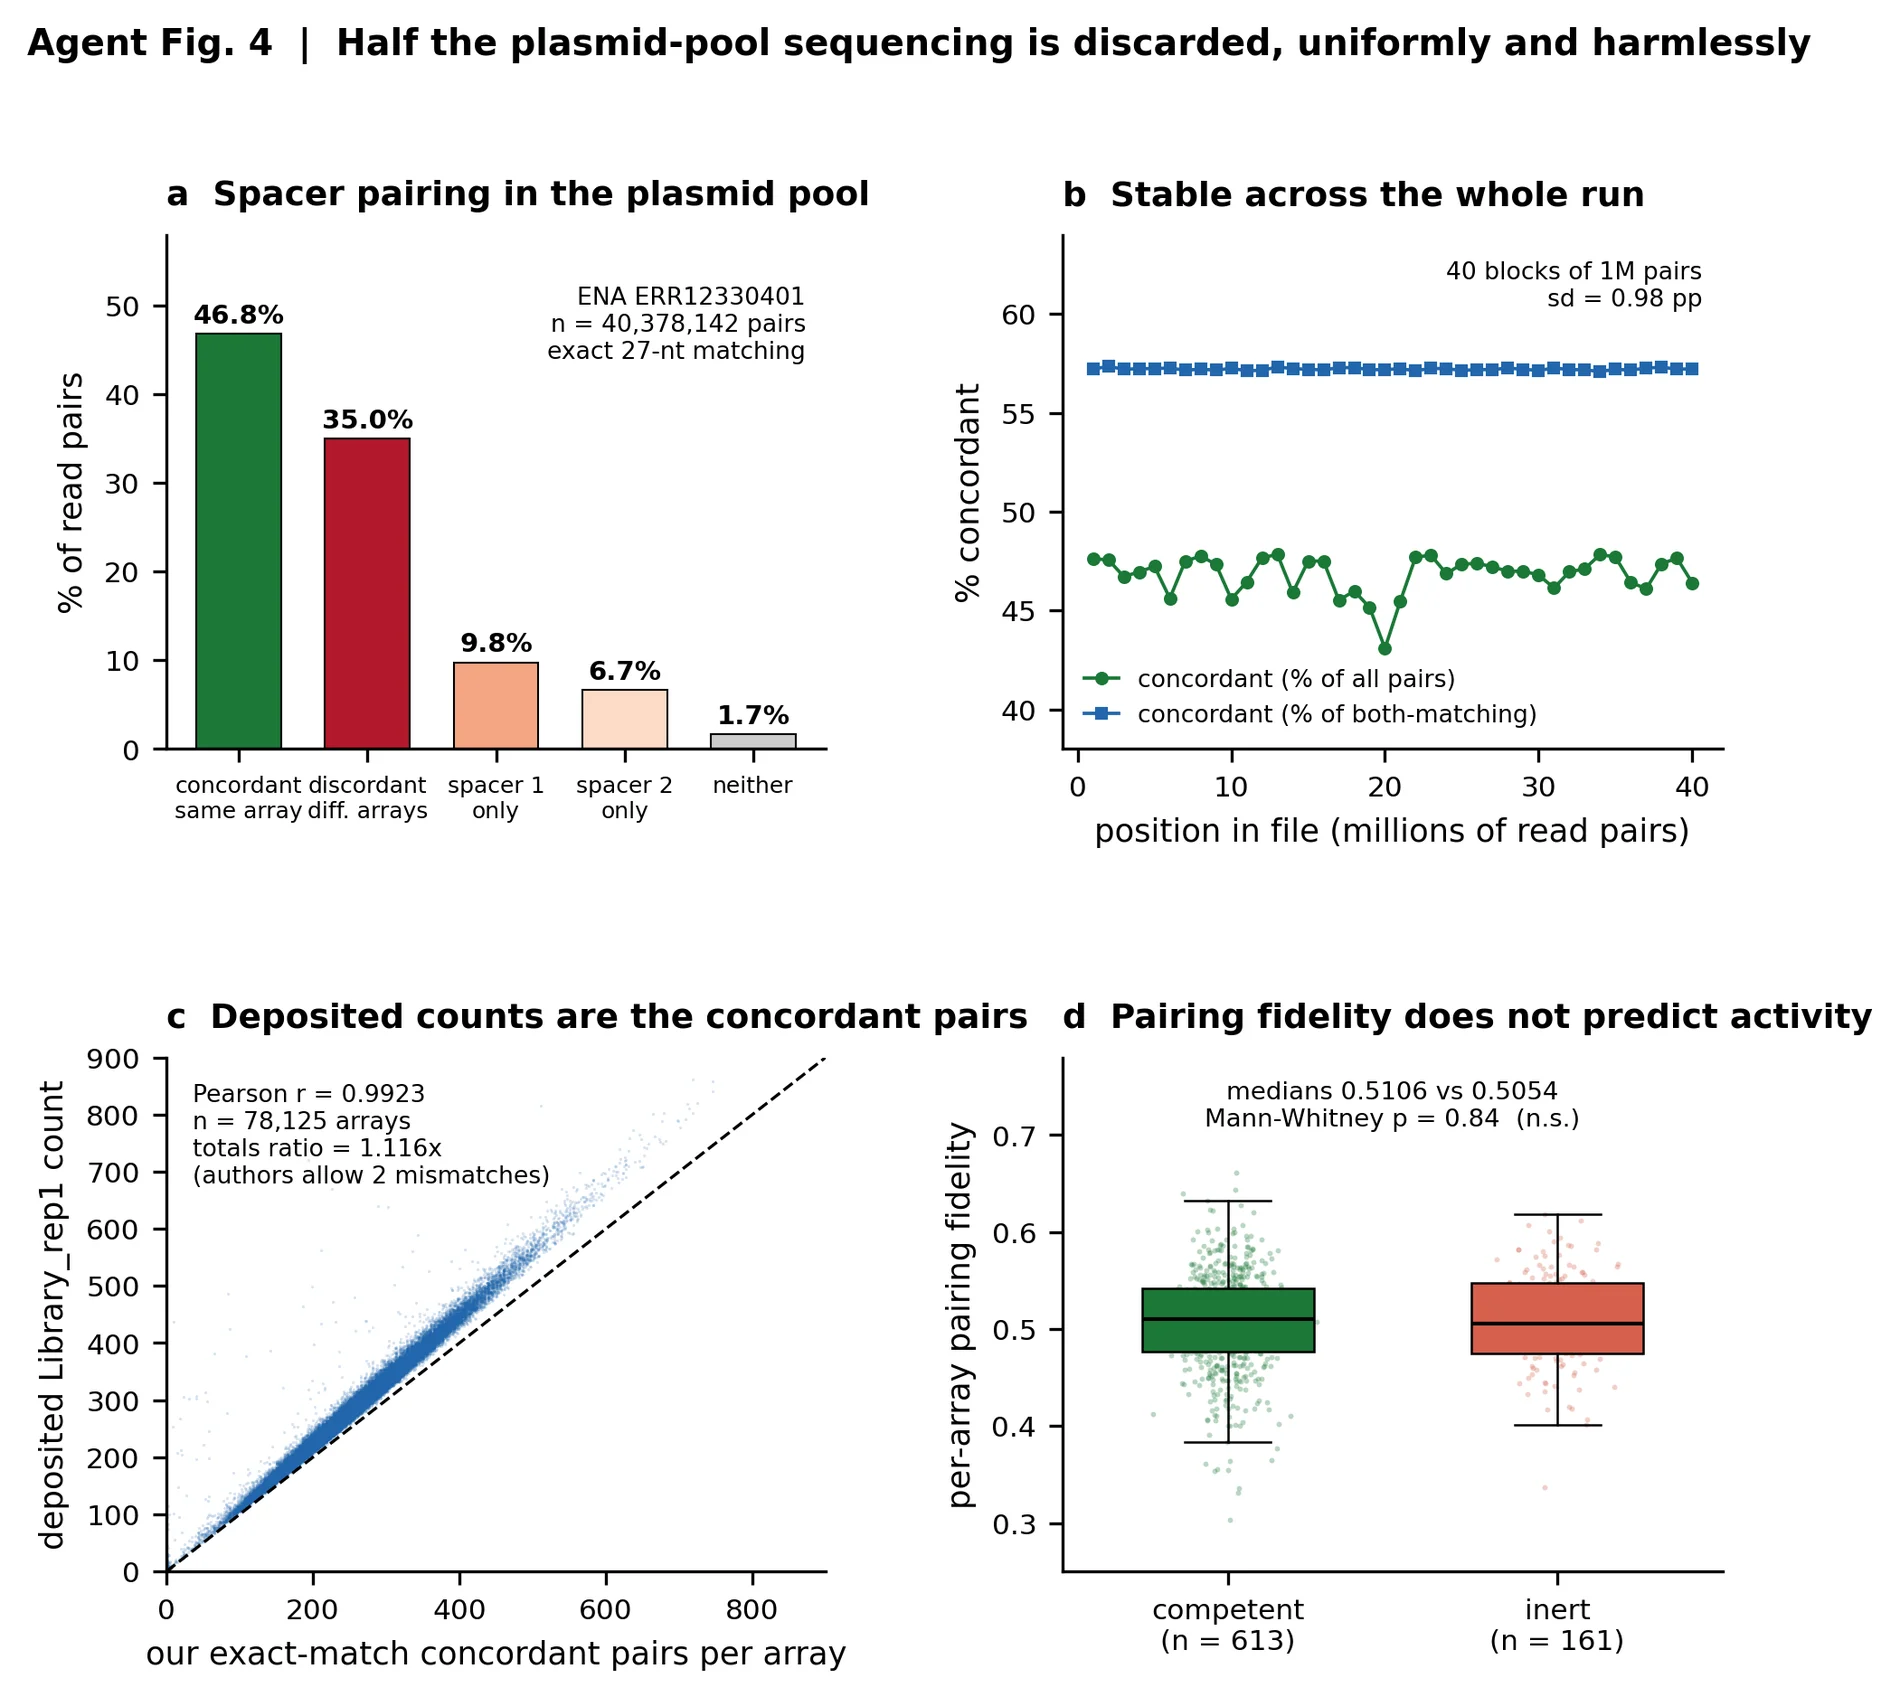 Agent Fig. 4 | Half the plasmid-pool sequencing is discarded, uniformly and harmlessly
a Spacer pairing in the plasmid pool
% of read pairs
50
40
30
20
10
0
46.8%
35.0%
9.8%
6.7%
1.7%
ENA ERR12330401
n = 40,378,142 pairs
exact 27-nt matching
concordant
same array
discordant
diff. arrays
spacer 1
only
spacer 2
only
neither
b Stable across the whole run
% concordant
60
55
50
45
40
40 blocks of 1M pairs
sd = 0.98 pp
concordant (% of all pairs)
concordant (% of both-matching)
0
10
20
30
40
position in file (millions of read pairs)
c Deposited counts are the concordant pairs
deposited Library_rep1 count
900
800
700
600
500
400
300
200
100
0
Pearson r = 0.9923
n = 78,125 arrays
totals ratio = 1.116x
(authors allow 2 mismatches)
0
200
400
600
800
our exact-match concordant pairs per array
d Pairing fidelity does not predict activity
per-array pairing fidelity
0.7
0.6
0.5
0.4
0.3
medians 0.5106 vs 0.5054
Mann-Whitney p = 0.84 (n.s.)
competent
(n = 613)
inert
(n = 161)